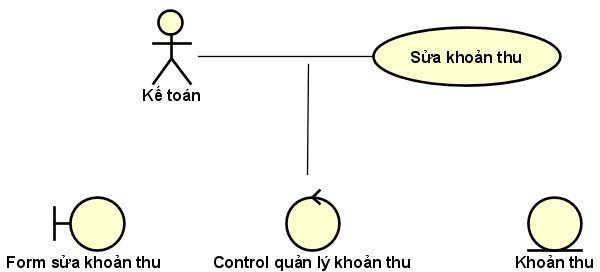 Sửa khoản thu
Kế toán
Form sửa khoản thu
Control quản lý khoản thu
Khoản thu